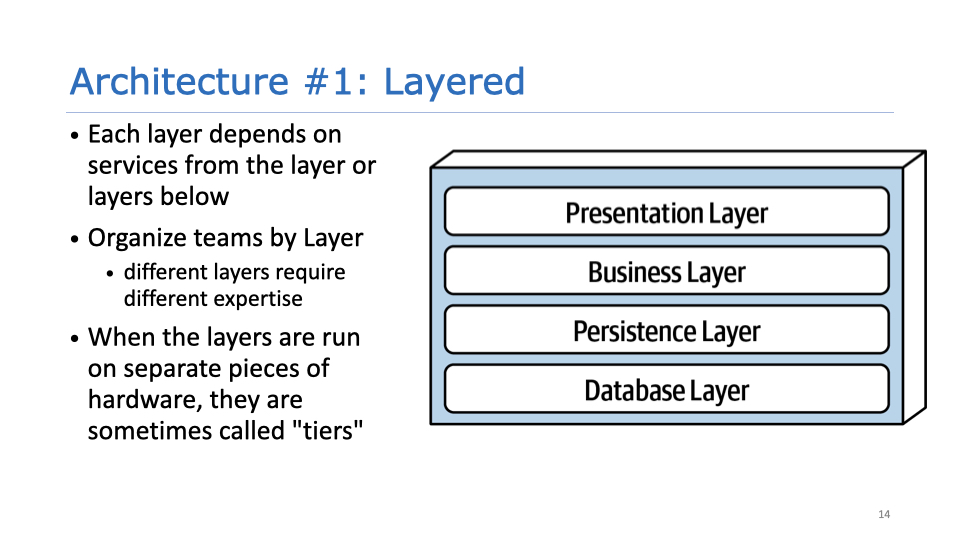 Architecture #1: Layered
• Each layer depends on
services from the layer or
layers below
• Organize teams by Layer
• different layers require
different expertise
• When the layers are run
on separate pieces of
hardware, they are
sometimes called "tiers"
Presentation Layer
Business Layer
Persistence Layer
Database Layer
14